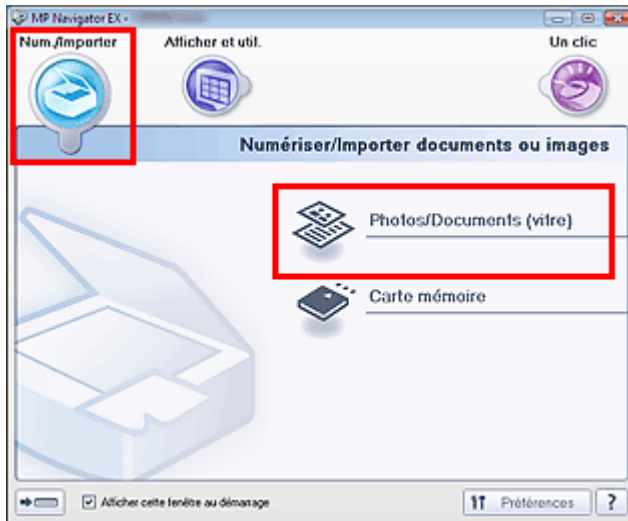 MP Navigator EX -
Num./Importer
Afficher et util.
Un clic
Numériser/Importer documents ou images
Photos/Documents (vitre)
Carte mémoire
Afficher cette fenêtre au démarrage
Préférences
?